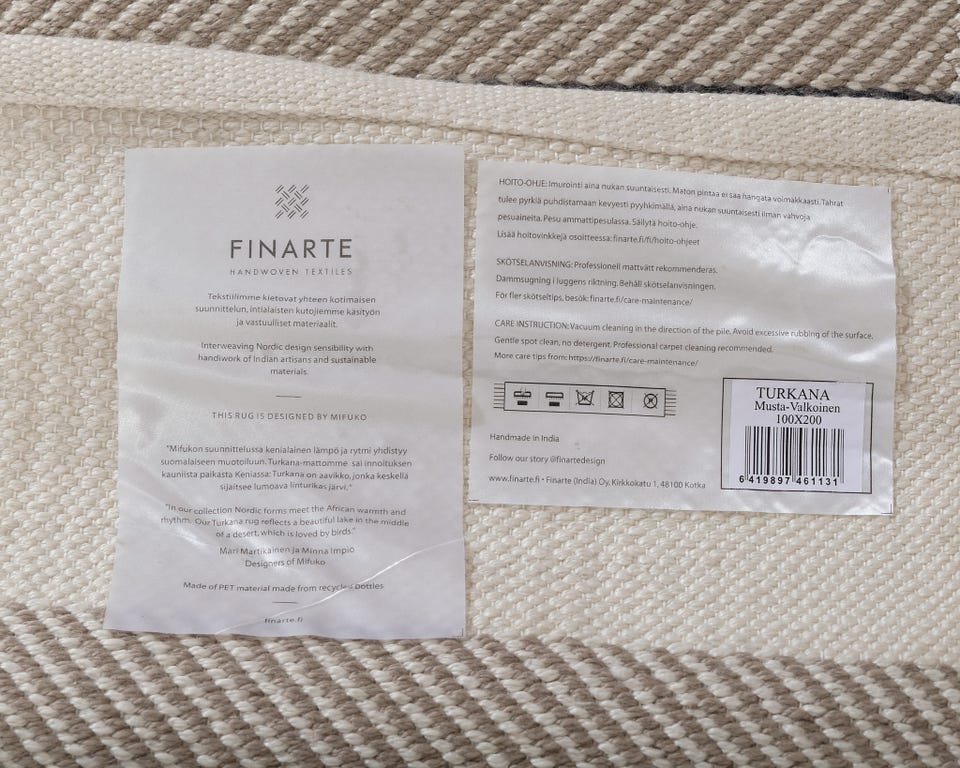 FINARTE
HANDWOVEN TEXTILES
Tekstiilimme kietovat yhteen kotimaisen
suunnittelun, intialaisten kutojiemme käsityön
ja vastuulliset materiaalit.
Interweaving Nordic design sensibility with
handiwork of Indian artisans and sustainable
materials.
THIS RUG IS DESIGNED BY MIFUKO
"Mifukon suunnittelussa kenialainen lämpö ja rytmi yhdistyy
suomalaiseen muotoiluun. Turkana-mattomme sai innoituksen
kauniista paikasta Keniassa: Turkana on aavikko, jonka keskellä
sijaitsee lumoava linturikas järvi."
"In our collection Nordic forms meet the African warmth and
rhythm. Our Turkana rug reflects a beautiful lake in the middle
of a desert, which is loved by birds."
Mari Martikainen ja Minna Impiö
Designers of Mifuko
Made of PET material made from recycled bottles
finarte.fi
HOITO-OHJE: Imurointi aina nukan suuntaisesti. Maton pintaa ei saa hangata voimakkaasti. Tahrat
tulee pyrkiä puhdistamaan kevyesti pyyhkimällä, aina nukan suuntaisesti ilman vahvoja
pesuaineita. Pesu ammattipesulassa. Säilytä hoito-ohje.
Lisää hoitovinkkejä osoitteessa: finarte.fi/fi/hoito-ohjeet
SKÖTSELANVISNING: Professionell mattvätt rekommenderas.
Dammsugning i luggens riktning. Behåll skötselanvisningen.
För fler skötseltips, besök: finarte.fi/care-maintenance/
CARE INSTRUCTION: Vacuum cleaning in the direction of the pile. Avoid excessive rubbing of the surface.
Gentle spot clean, no detergent. Professional carpet cleaning recommended.
More care tips from: https://finarte.fi/care-maintenance/
Handmade in India
Follow our story @finartedesign
www.finarte.fi • Finarte (India) Oy, Kirkkokatu 1, 48100 Kotka
TURKANA
Musta-Valkoinen
100X200
6 419897 461131